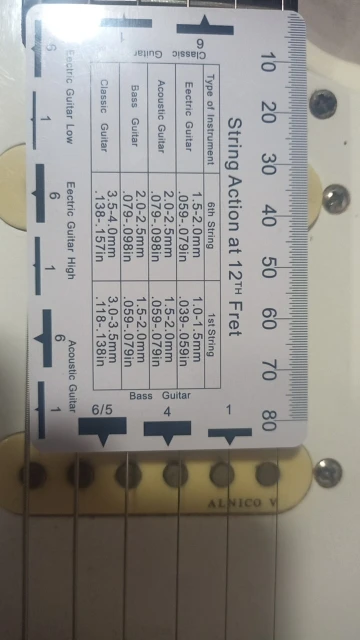 10 20 30 40 50 60 70 80
String Action at 12TH Fret
Type of Instrument 6th String 1st String
Eectric Guitar 1.5-2.0mm 1.0-1.5mm
.059-.079in .039-.059in
Acoustic Guitar 2.0-2.5mm 1.5-2.0mm
.079-.098in .059-.079in
Bass Guitar 2.0-2.5mm 1.5-2.0mm
.079-.098in .059-.079in
Classic Guitar 3.5-4.0mm 3.0-3.5mm
.138-.157in .118-.138in
6 Classic Guitar 1
Bass Guitar
1 4 6/5
Eectric Guitar Low Eectric Guitar High Acoustic Guitar
6 1 6 1 6 1
ALNICO V